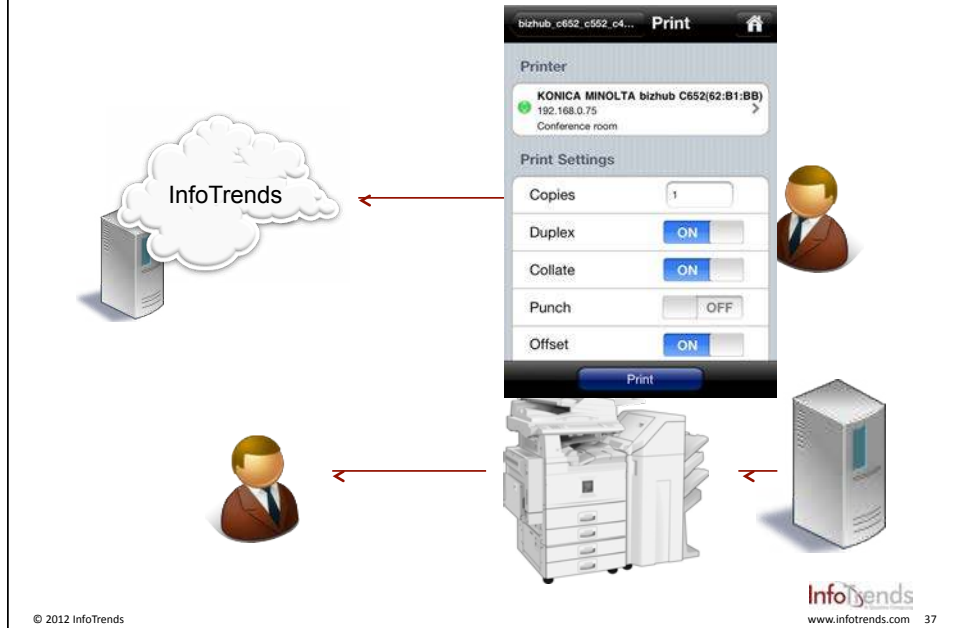 bizhub_c652_c552_c4... Print
Printer
KONICA MINOLTA bizhub C652(62:B1:BB)
192.168.0.75
Conference room
Print Settings
Copies 1
Duplex ON
Collate ON
Punch OFF
Offset ON
Print
InfoTrends
InfoTrends
© 2012 InfoTrends
www.infotrends.com 37